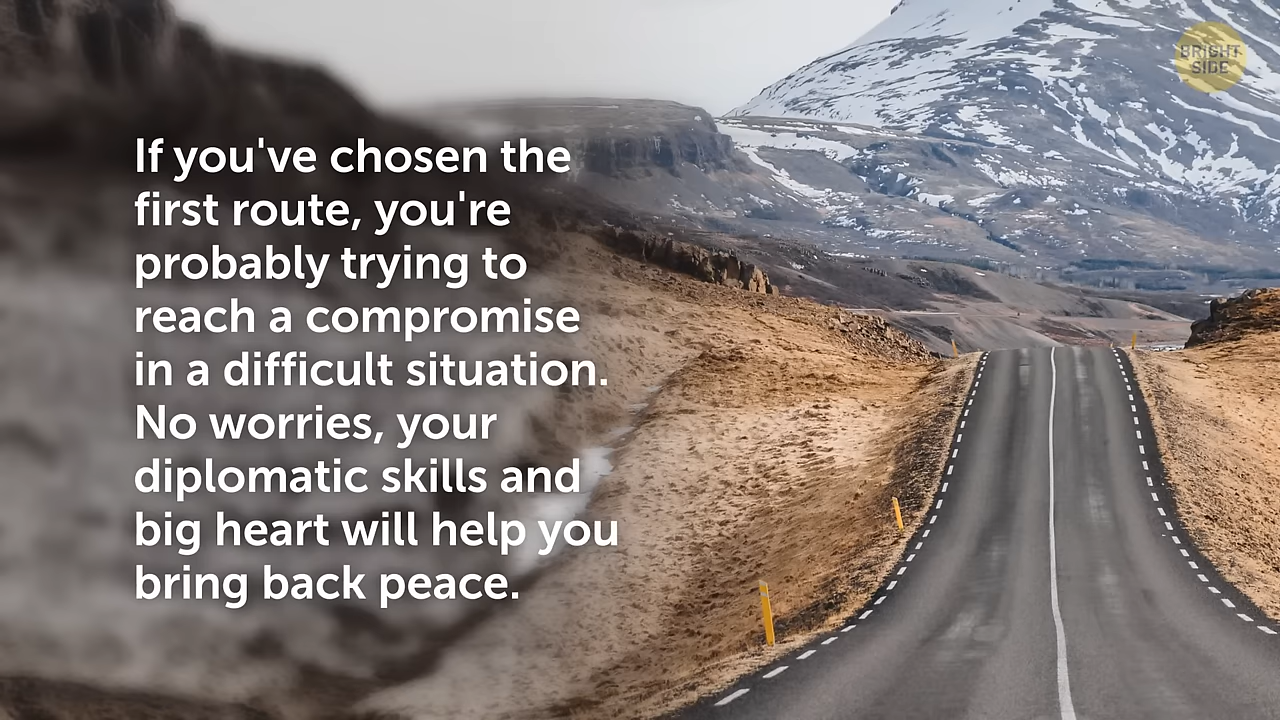 If you've chosen the
first route, you're
probably trying to
reach a compromise
in a difficult situation.
No worries, your
diplomatic skills and
big heart will help you
bring back peace.
BRIGHT
SIDE